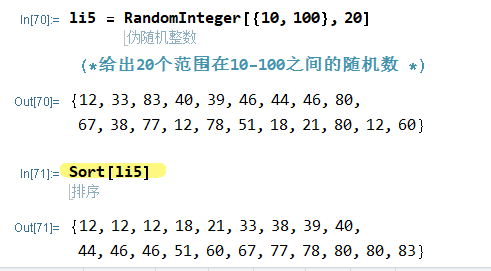 In[70]:= li5 = RandomInteger[{10, 100}, 20]
伪随机整数
(*给出20个范围在10-100之间的随机数 *)
Out[70]= {12, 33, 83, 40, 39, 46, 44, 46, 80,
67, 38, 77, 12, 78, 51, 18, 21, 80, 12, 60}
In[71]:= Sort[li5]
排序
Out[71]= {12, 12, 12, 18, 21, 33, 38, 39, 40,
44, 46, 46, 51, 60, 67, 77, 78, 80, 80, 83}